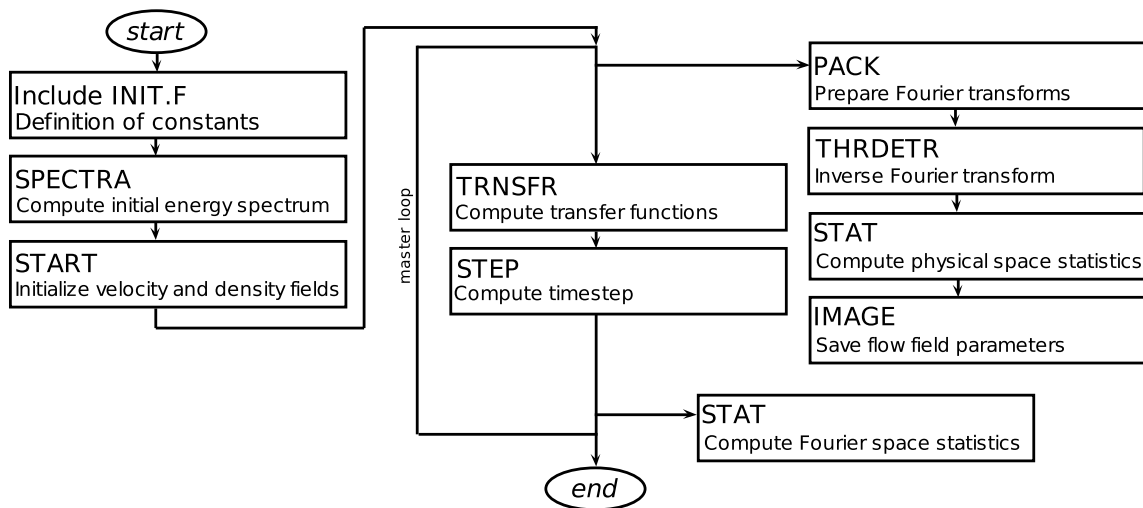 start
Include INIT.F
Definition of constants
SPECTRA
Compute initial energy spectrum
START
Initialize velocity and density fields
master loop
TRNSFR
Compute transfer functions
STEP
Compute timestep
PACK
Prepare Fourier transforms
THRDETR
Inverse Fourier transform
STAT
Compute physical space statistics
IMAGE
Save flow field parameters
STAT
Compute Fourier space statistics
end